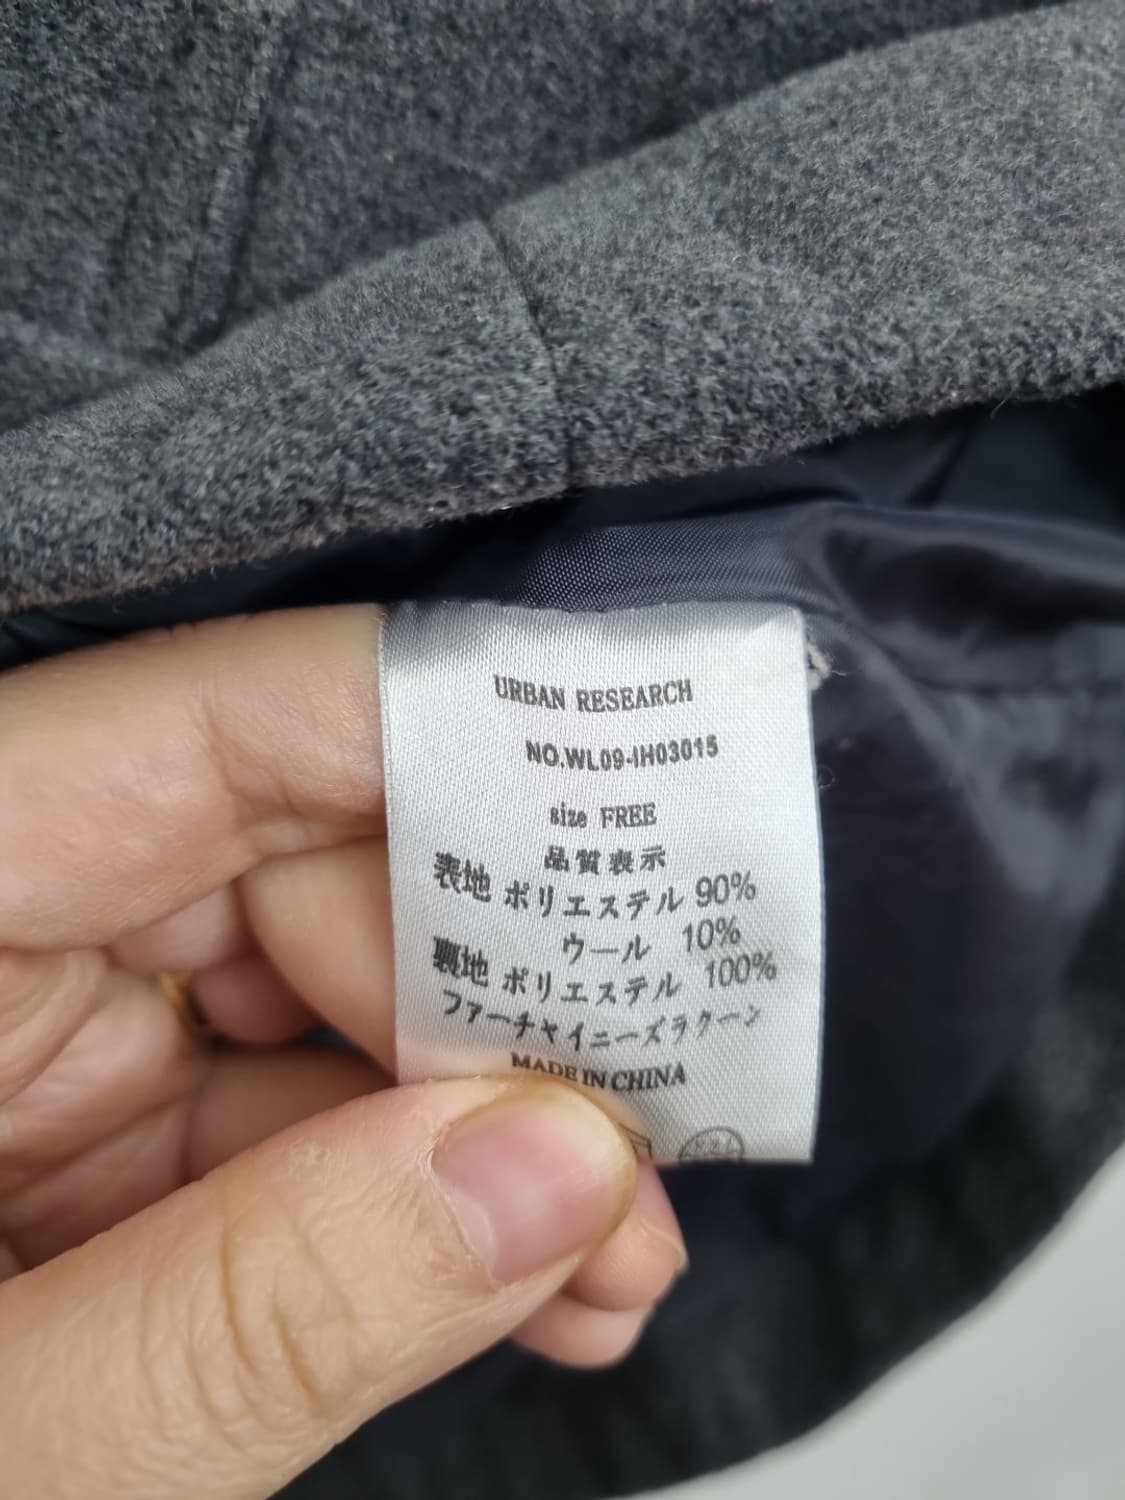 URBAN RESEARCH
NO.WL09-IH03015
size FREE
品質表示
表地 ポリエステル 90%
ウール 10%
裏地 ポリエステル 100%
ファーチャイニーズラクーン
MADE IN CHINA